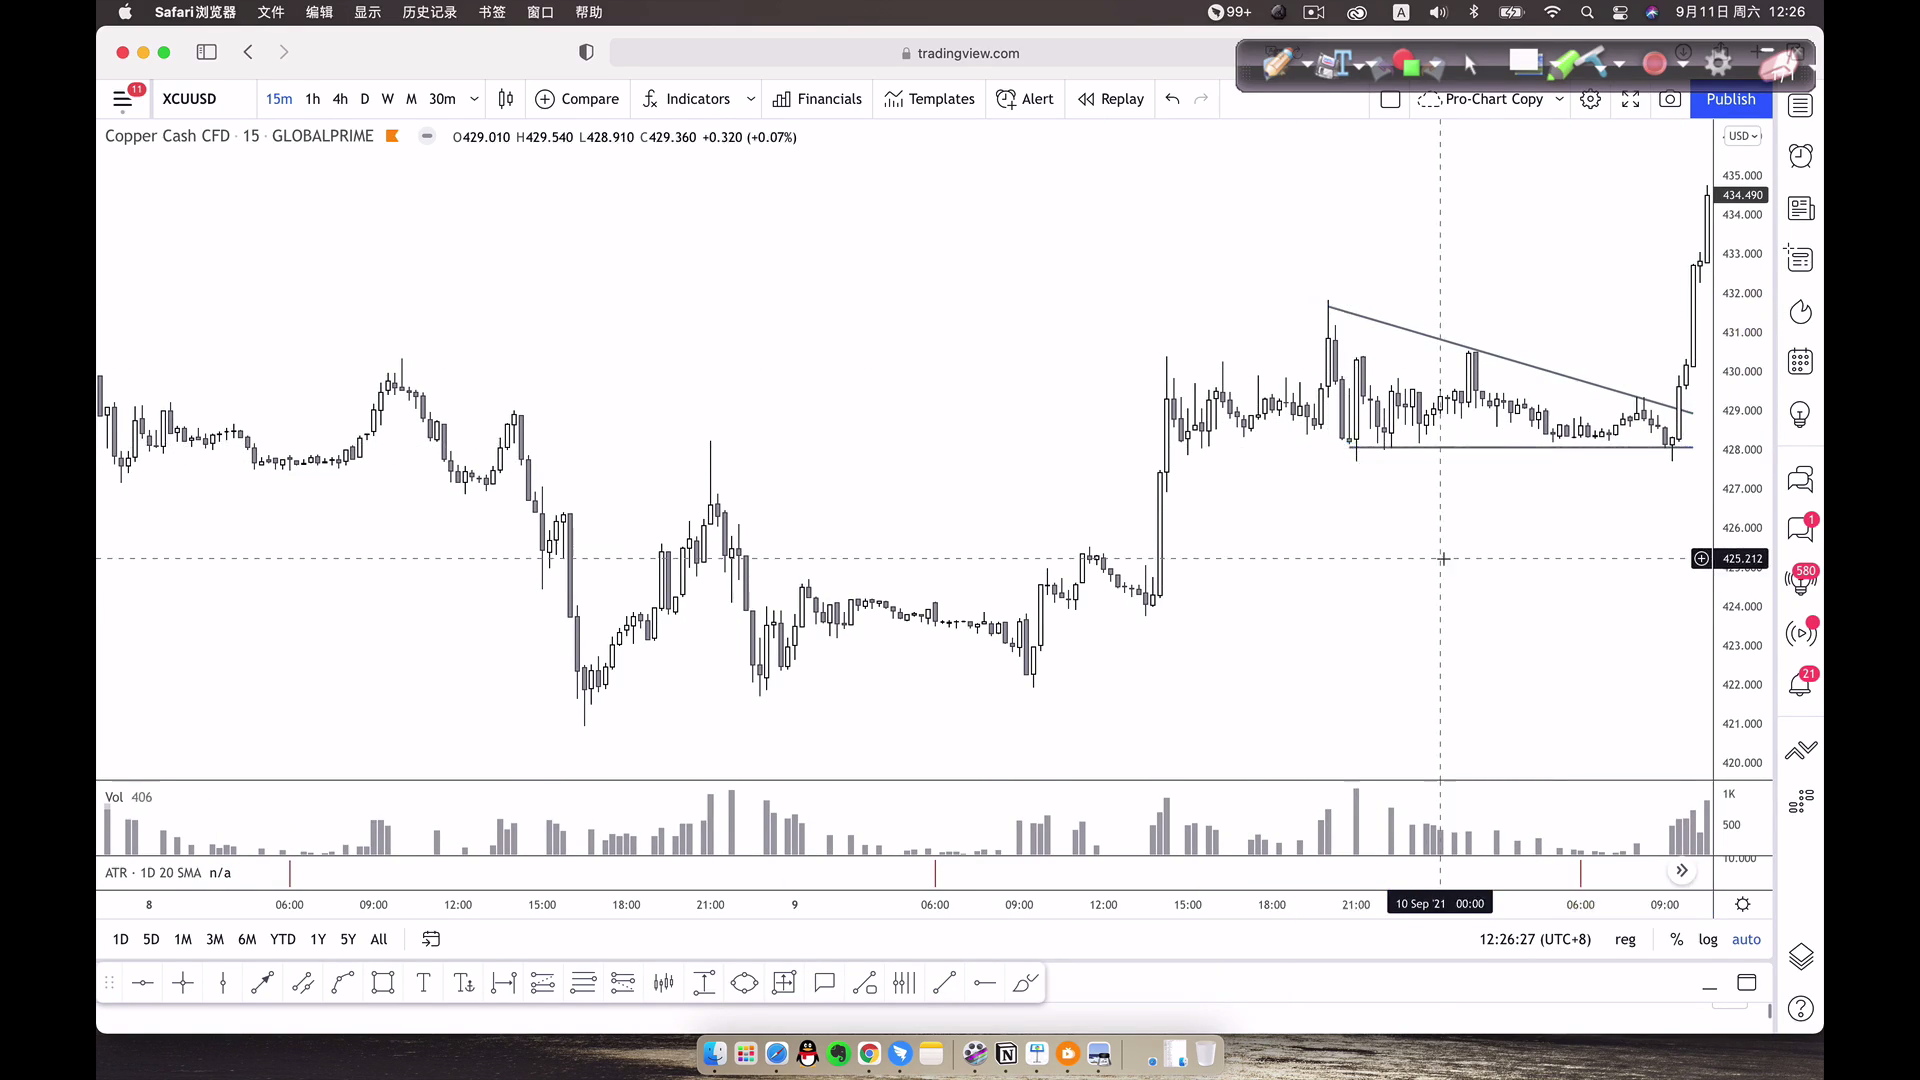 Safari浏览器 文件 编辑 显示 历史记录 书签 窗口 帮助 99+ A 9月11日 周六 12:26
tradingview.com
11 XCUUSD 15m 1h 4h D W M 30m Compare Indicators Financials Templates Alert Replay Pro-Chart Copy Publish
Copper Cash CFD · 15 · GLOBALPRIME O429.010 H429.540 L428.910 C429.360 +0.320 (+0.07%)
USD
435.000
434.490
434.000
433.000
432.000
431.000
430.000
429.000
428.000
427.000
426.000
425.212
424.000
423.000
422.000
421.000
420.000
1
580
21
Vol 406
1K
500
10.000
ATR · 1D 20 SMA n/a
8 06:00 09:00 12:00 15:00 18:00 21:00 9 06:00 09:00 12:00 15:00 18:00 21:00 10 Sep '21 00:00 06:00 09:00
1D 5D 1M 3M 6M YTD 1Y 5Y All 12:26:27 (UTC+8) reg % log auto
T T